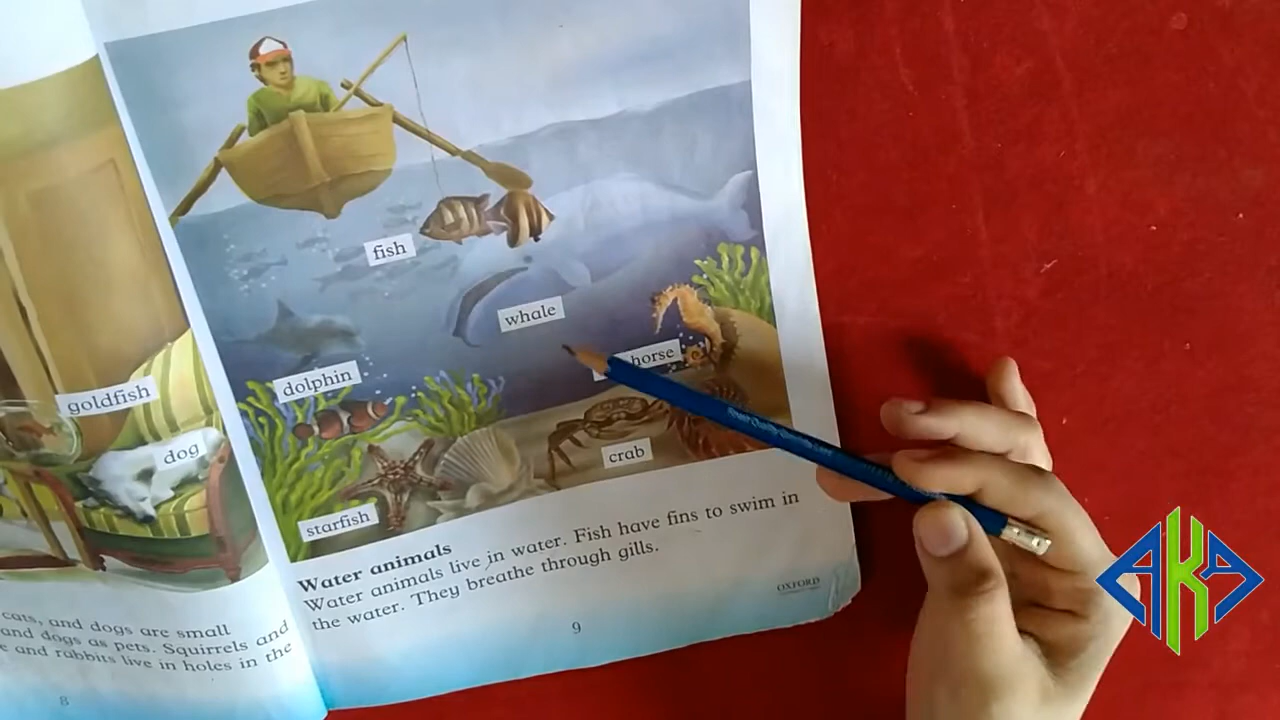 goldfish
dog
cats, and dogs are small
and dogs as pets. Squirrels and
e and rabbits live in holes in the
8
fish
whale
horse
dolphin
crab
starfish
Water animals
Water animals live in water. Fish have fins to swim in
the water. They breathe through gills.
OXFORD
9
AKA